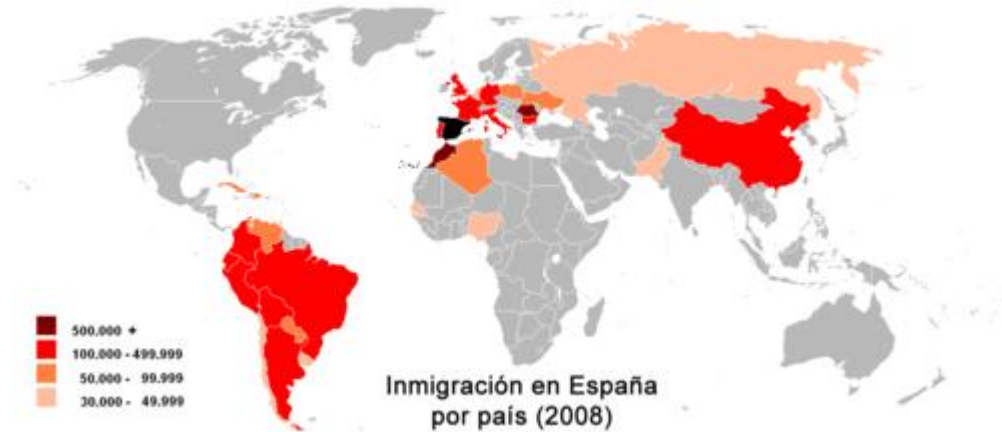 500.000 +
100.000 - 499.999
50.000 - 99.999
30.000 - 49.999
Inmigración en España
por país (2008)